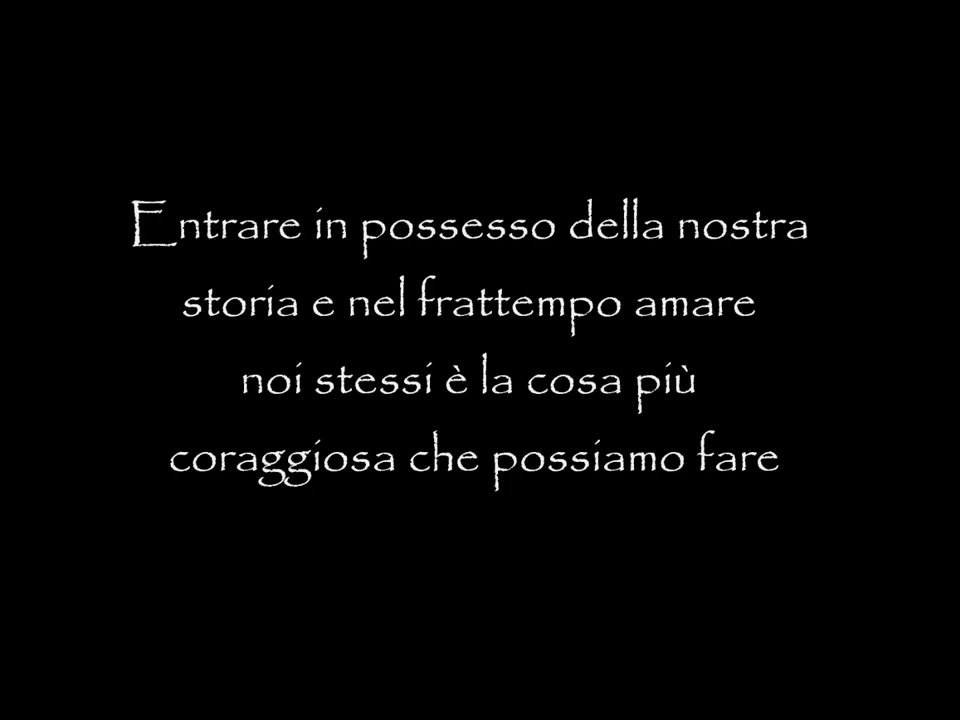 Entrare in possesso della nostra
storia e nel frattempo amare
noi stessi è la cosa più
coraggiosa che possiamo fare